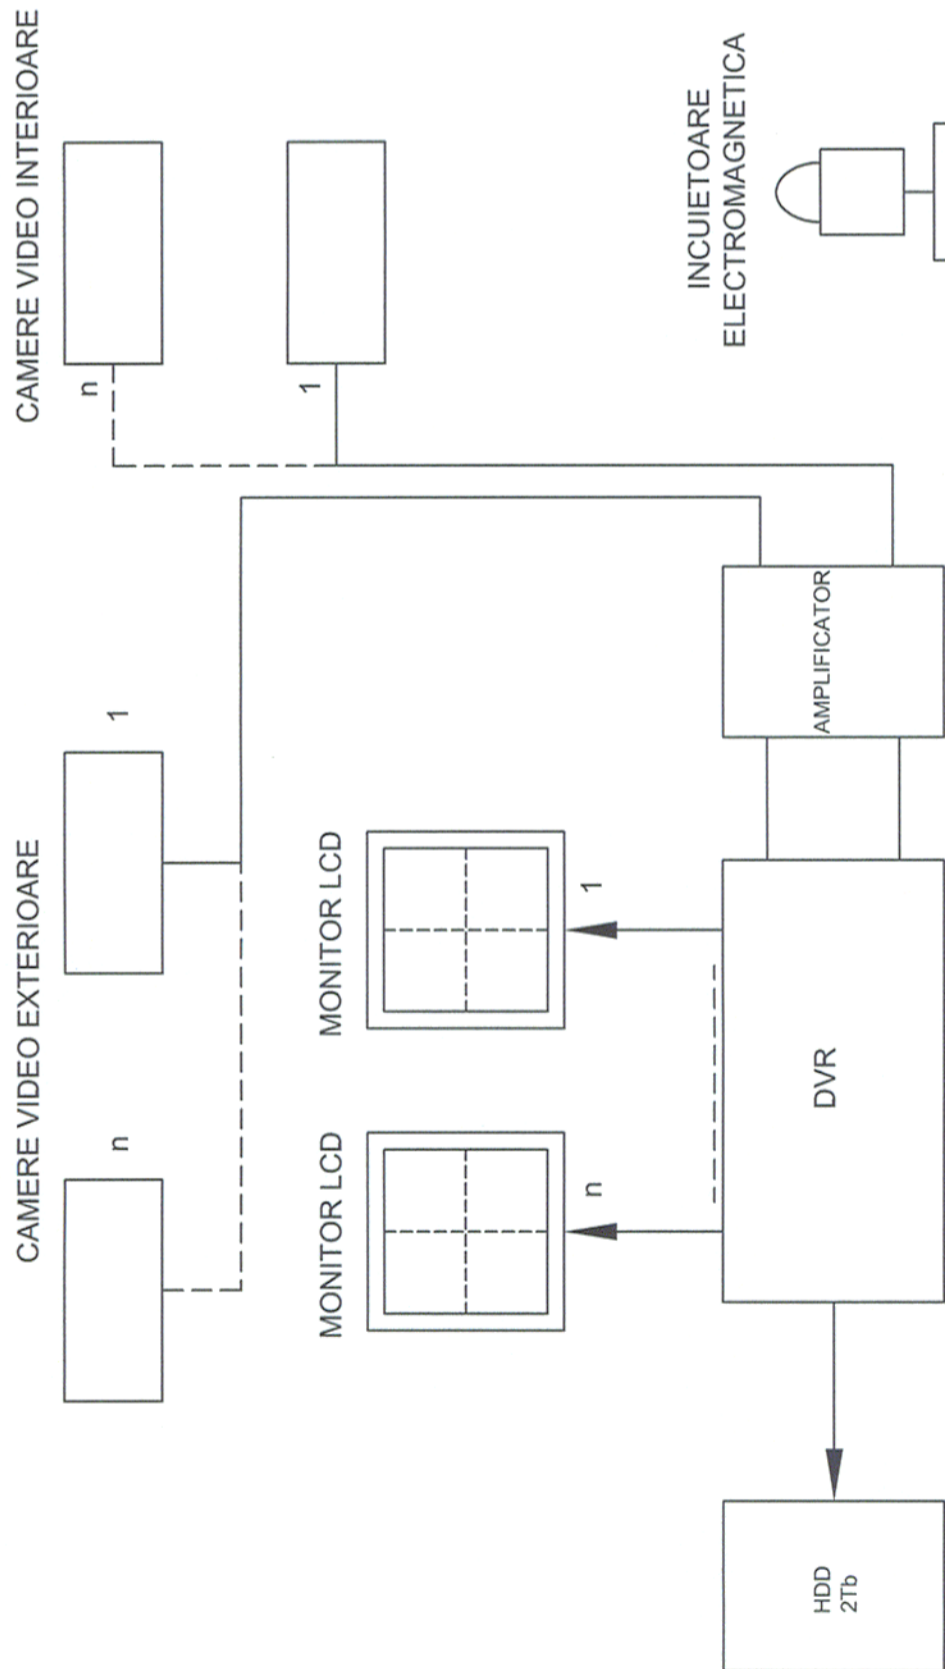 CAMERE VIDEO EXTERIOARE
CAMERE VIDEO INTERIOARE
n
1
n
1
MONITOR LCD
MONITOR LCD
n
1
INCUIETOARE
ELECTROMAGNETICA
HDD
2Tb
DVR
AMPLIFICATOR